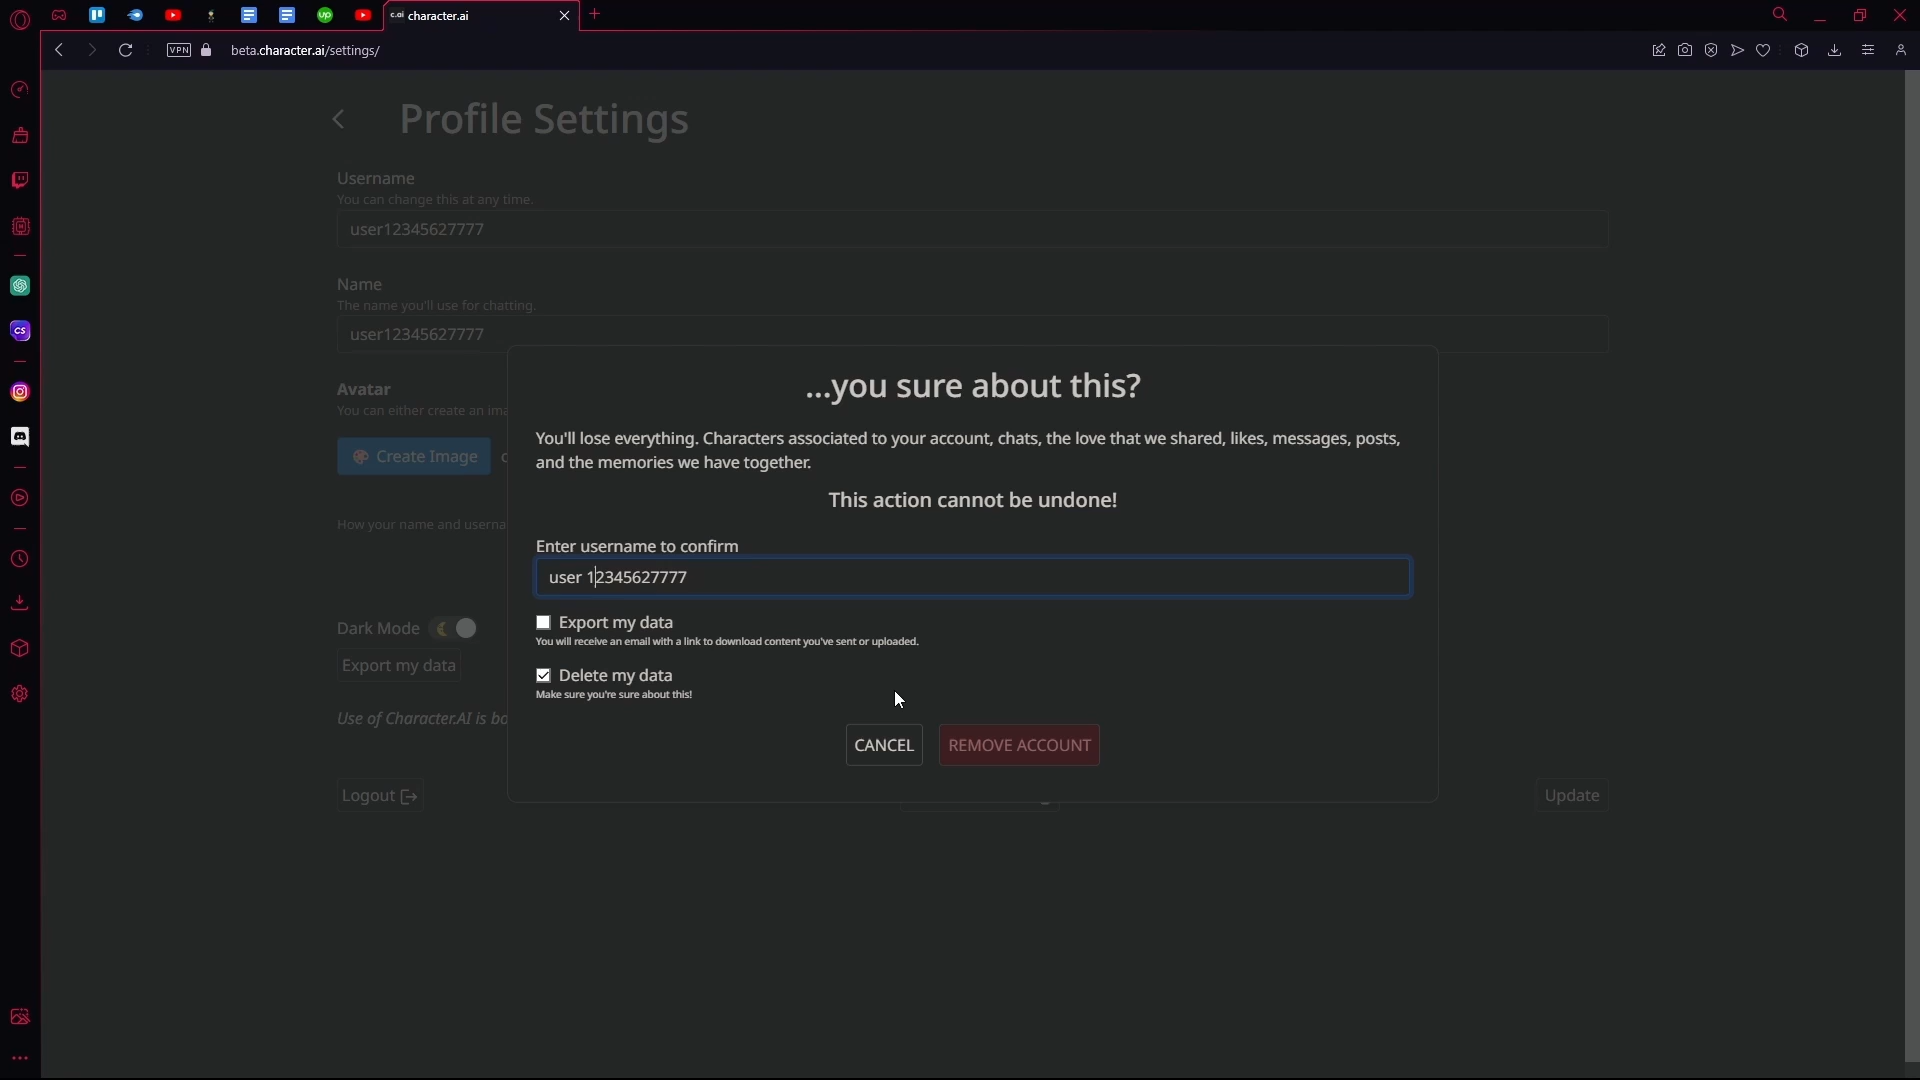 c.ai character.ai
VPN beta.character.ai/settings/
Profile Settings
Username
You can change this at any time.
user12345627777
Name
The name you'll use for chatting.
user12345627777
Avatar
You can either create an ima
Create Image
How your name and userna
Dark Mode
Export my data
Use of Character.AI is bo
Logout
Update
...you sure about this?
You'll lose everything. Characters associated to your account, chats, the love that we shared, likes, messages, posts,
and the memories we have together.
This action cannot be undone!
Enter username to confirm
user 12345627777
Export my data
You will receive an email with a link to download content you've sent or uploaded.
Delete my data
Make sure you're sure about this!
CANCEL
REMOVE ACCOUNT
up
CS